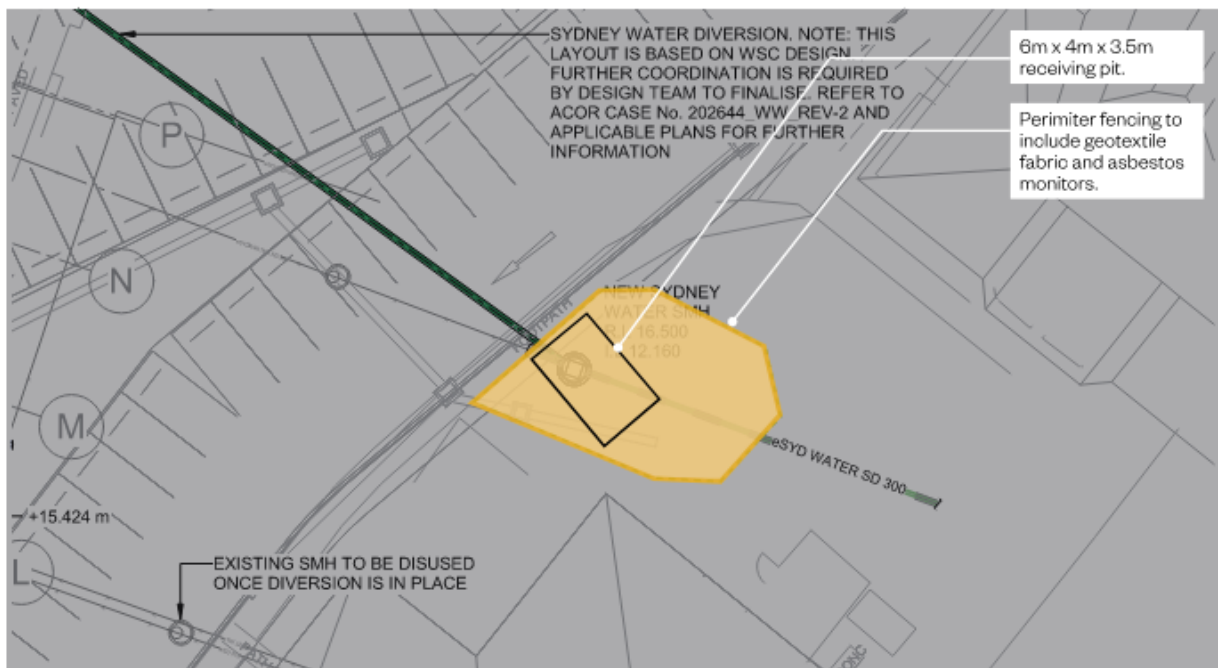 SYDNEY WATER DIVERSION. NOTE: THIS
LAYOUT IS BASED ON WSC DESIGN
FURTHER COORDINATION IS REQUIRED
BY DESIGN TEAM TO FINALISE. REFER TO
ACOR CASE No. 202644_WW_REV-2 AND
APPLICABLE PLANS FOR FURTHER
INFORMATION
6m x 4m x 3.5m
receiving pit.
Perimiter fencing to
include geotextile
fabric and asbestos
monitors.
P
N
NEW SYDNEY
WATER SMH
R.L 16.500
I.L 12.160
M
eSYD WATER SD 300
+15.424 m
L
EXISTING SMH TO BE DISUSED
ONCE DIVERSION IS IN PLACE
PATH